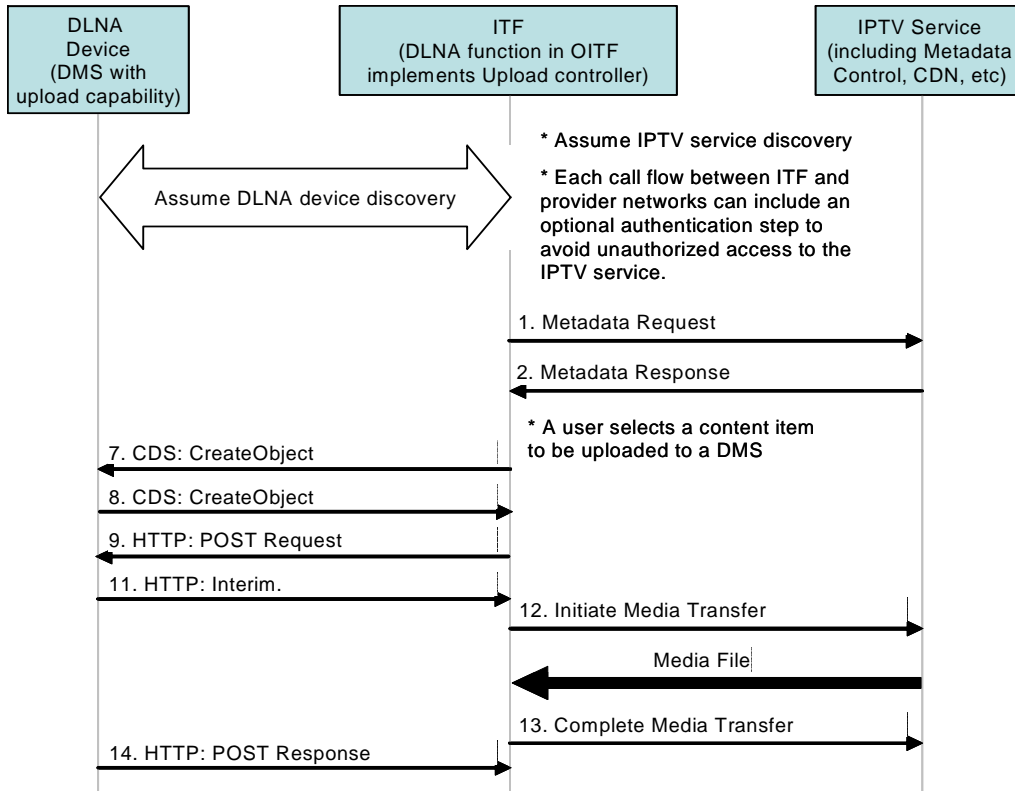 DLNA
Device
(DMS with
upload capability)
ITF
(DLNA function in OITF
implements Upload controller)
IPTV Service
(including Metadata
Control, CDN, etc)
Assume DLNA device discovery
* Assume IPTV service discovery
* Each call flow between ITF and
provider networks can include an
optional authentication step to
avoid unauthorized access to the
IPTV service.
1. Metadata Request
2. Metadata Response
* A user selects a content item
to be uploaded to a DMS
7. CDS: CreateObject
8. CDS: CreateObject
9. HTTP: POST Request
11. HTTP: Interim.
12. Initiate Media Transfer
Media File
13. Complete Media Transfer
14. HTTP: POST Response